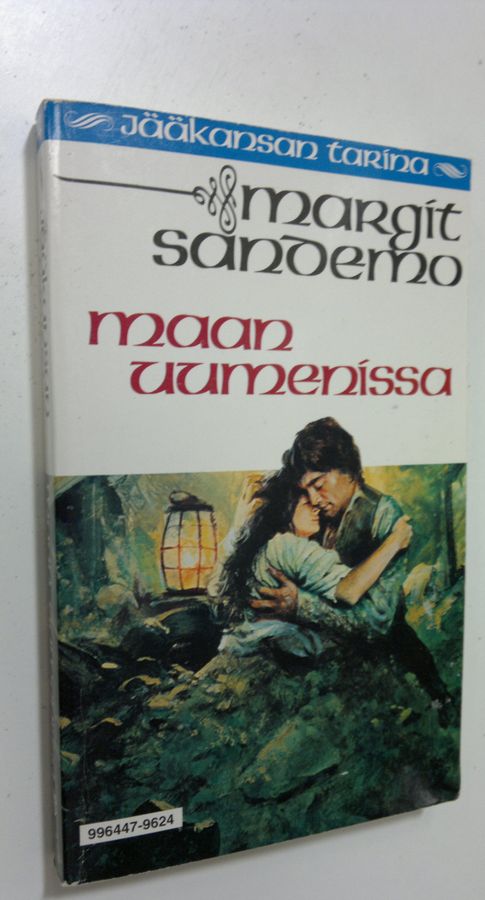 Jääkansan tarina
margit
sandemo
maan
uumenissa
996447-9624